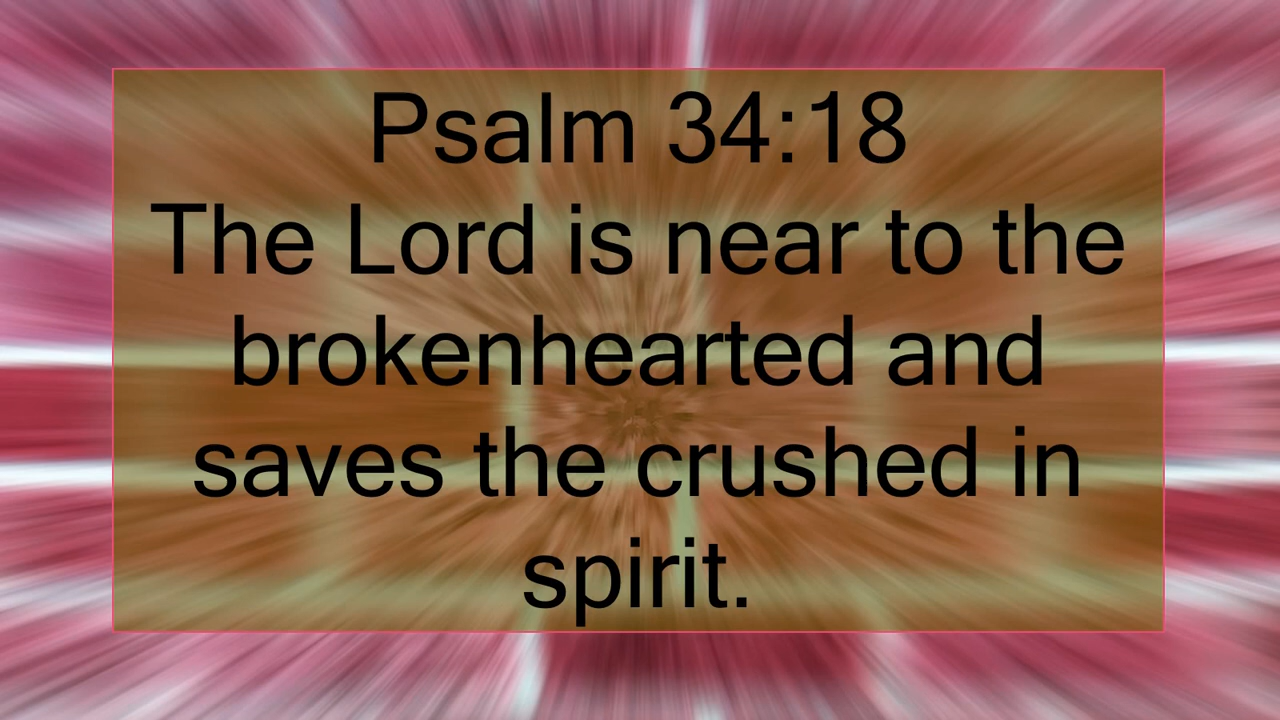 Psalm 34:18
The Lord is near to the
brokenhearted and
saves the crushed in
spirit.